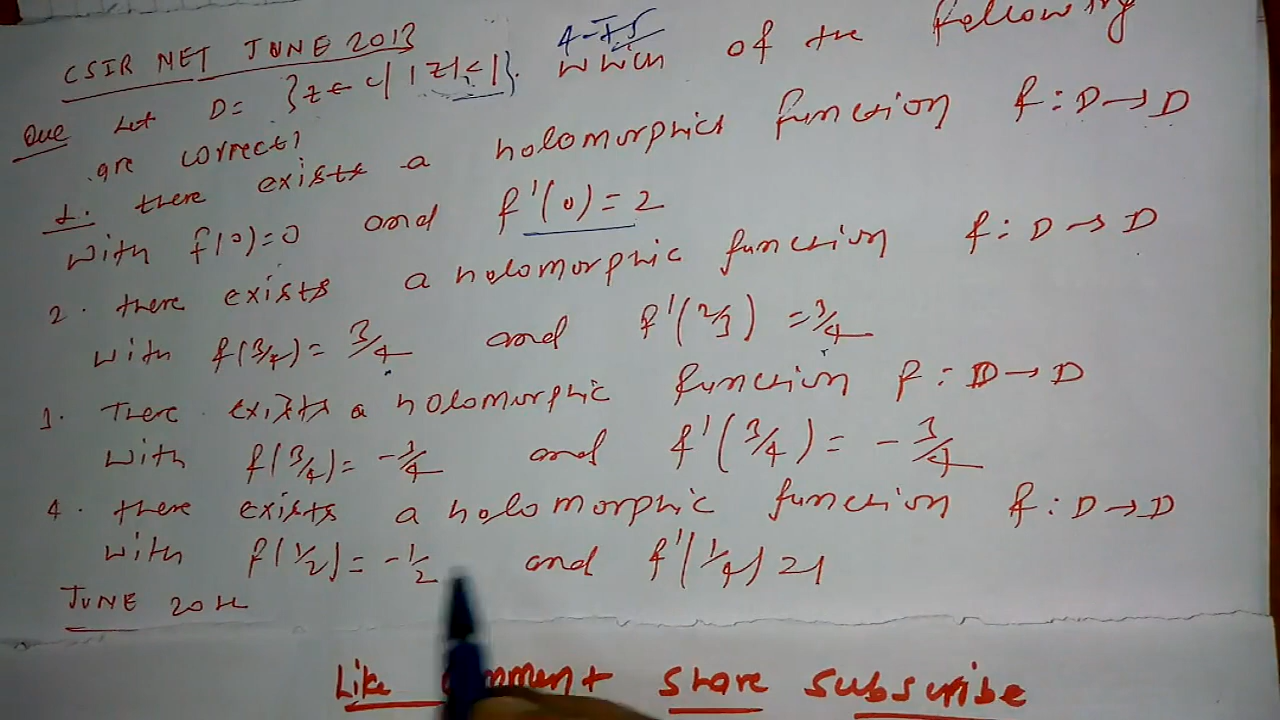 CSIR NET JUNE 2013
Que Let D= {z ∈ C | |z|<1}. Which of the following
are correct?
1. there exists a holomorphic function f: D→D
with f(0)=0 and f'(0)=2
2. there exists a holomorphic function f: D→D
with f(3/4)= 3/4 and f'(2/3) =3/4
3. There exists a holomorphic function f: D→D
with f(3/4)= -3/4 and f'(3/4)= -3/4
4. there exists a holomorphic function f: D→D
with f(1/2)= -1/2 and f'(1/4)=1
JUNE
Like share subscribe